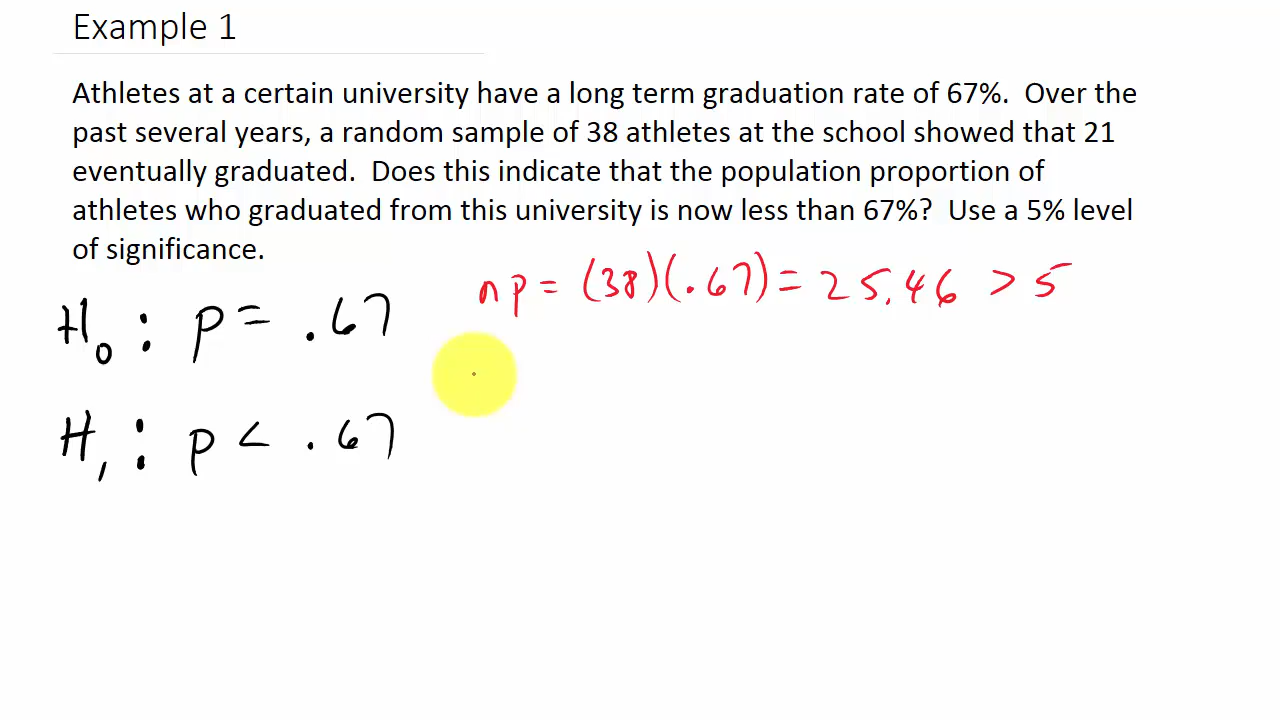 Example 1
Athletes at a certain university have a long term graduation rate of 67%.  Over the
past several years, a random sample of 38 athletes at the school showed that 21
eventually graduated.  Does this indicate that the population proportion of
athletes who graduated from this university is now less than 67%?  Use a 5% level
of significance.
np = (38)(.67) = 25.46 > 5
H₀ : p = .67
H₁ : p < .67